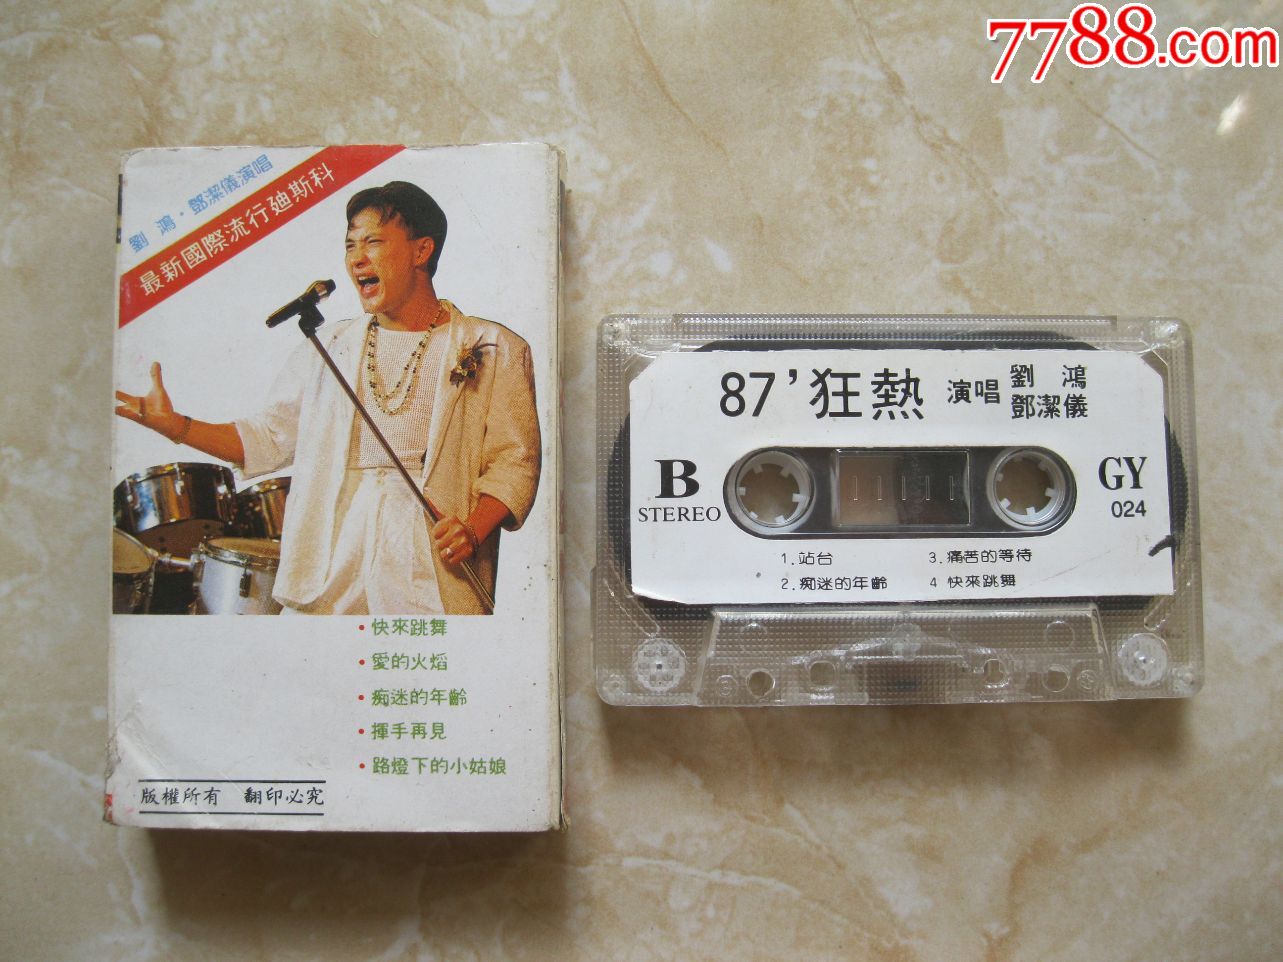 7788.com
劉 鴻·鄧潔儀演唱
最新國際流行廸斯科
• 快來跳舞
• 愛的火熖
• 痴迷的年齡
• 揮手再見
• 路燈下的小姑娘
版權所有 翻印必究
87’狂熱 演唱 劉 鴻
鄧潔儀
B
STEREO
GY
024
1.站台
2.痴迷的年齡
3.痛苦的等待
4 快來跳舞